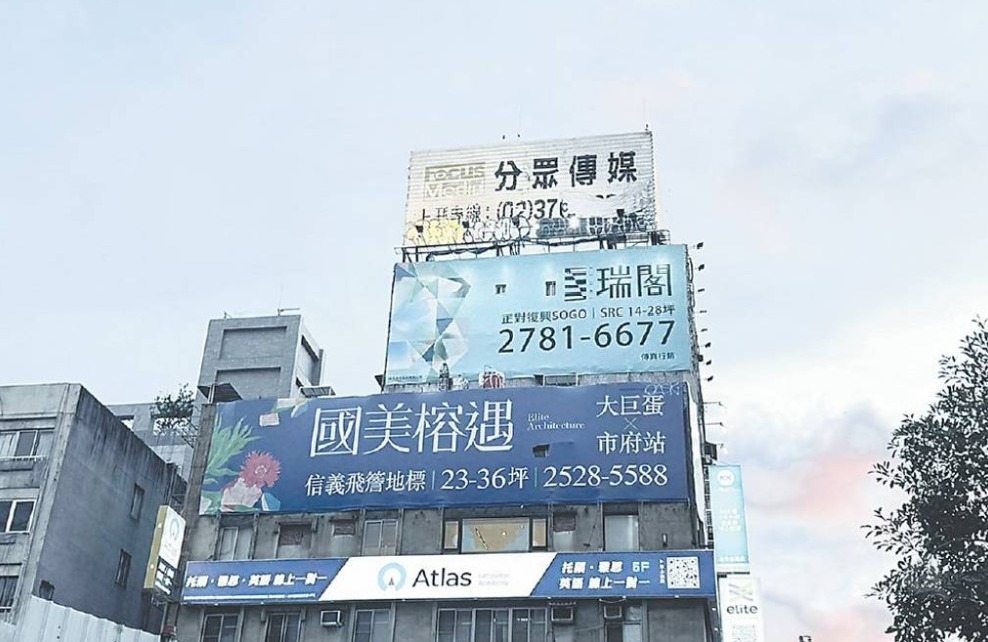 Focus
Media
分眾傳媒
上刊專線：(02)376
瑞閣
正對復興SOGO｜SRC 14-28坪
2781-6677
傳真行銷
國美榕遇
Elite
Architecture
大巨蛋
×
市府站
信義飛簷地標｜23-36坪｜2528-5588
托福・雅思・英語 線上一對一
Atlas
托福・雅思 5F
英語 線上一對一
elite